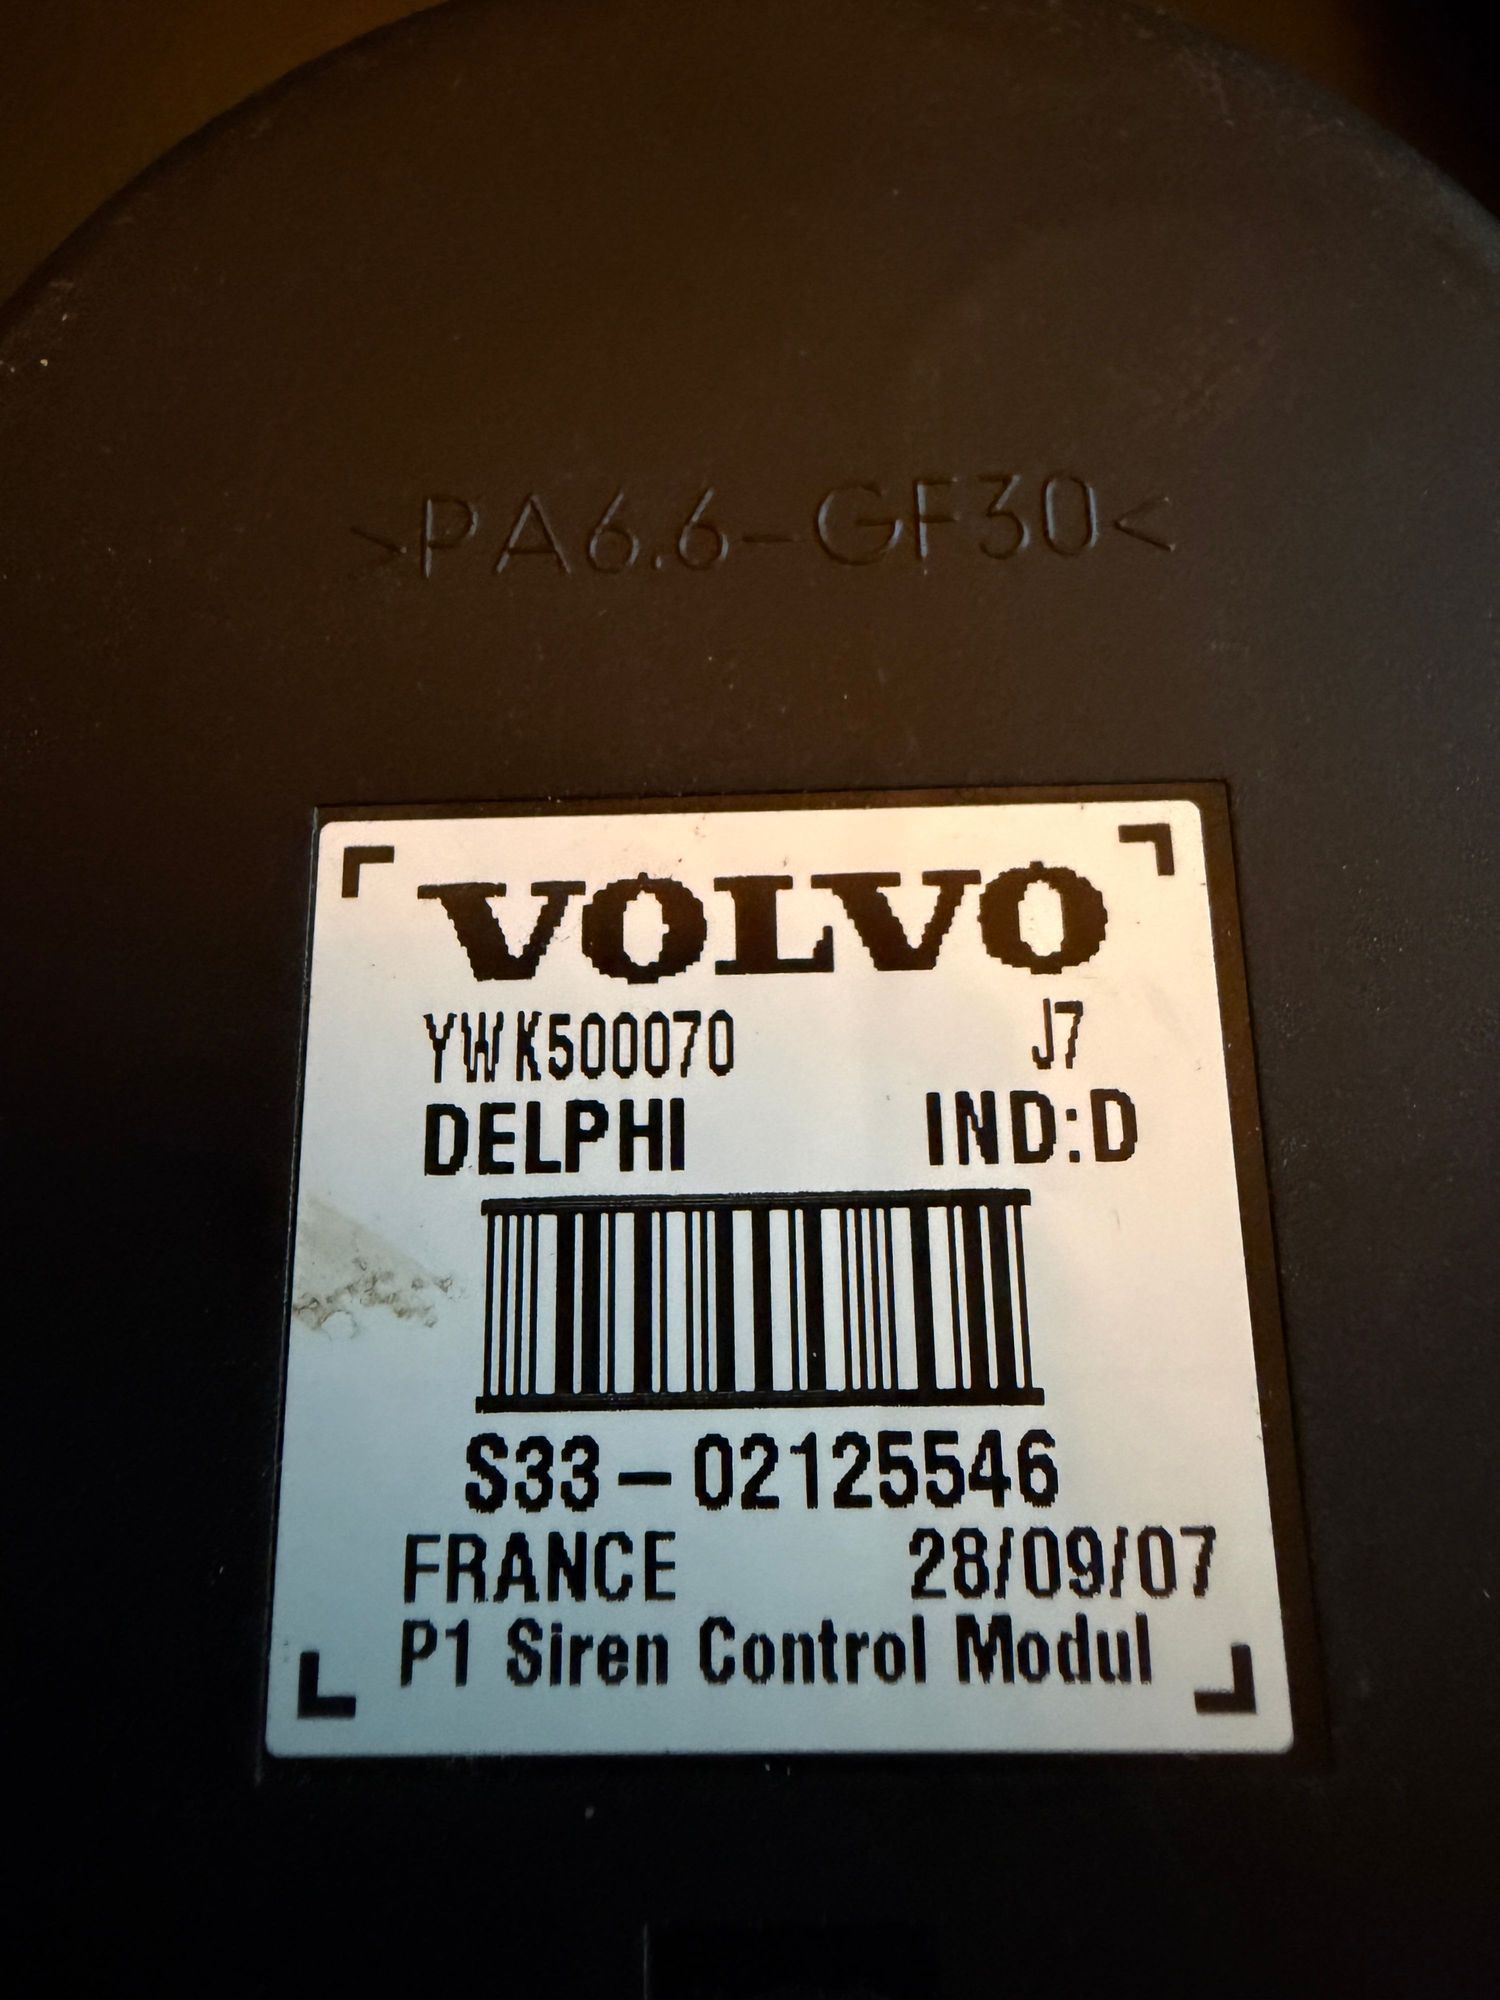 >PA6.6-GF30<
VOLVO
YWK500070 J7
DELPHI IND:D
S33-02125546
FRANCE 28/09/07
P1 Siren Control Modul